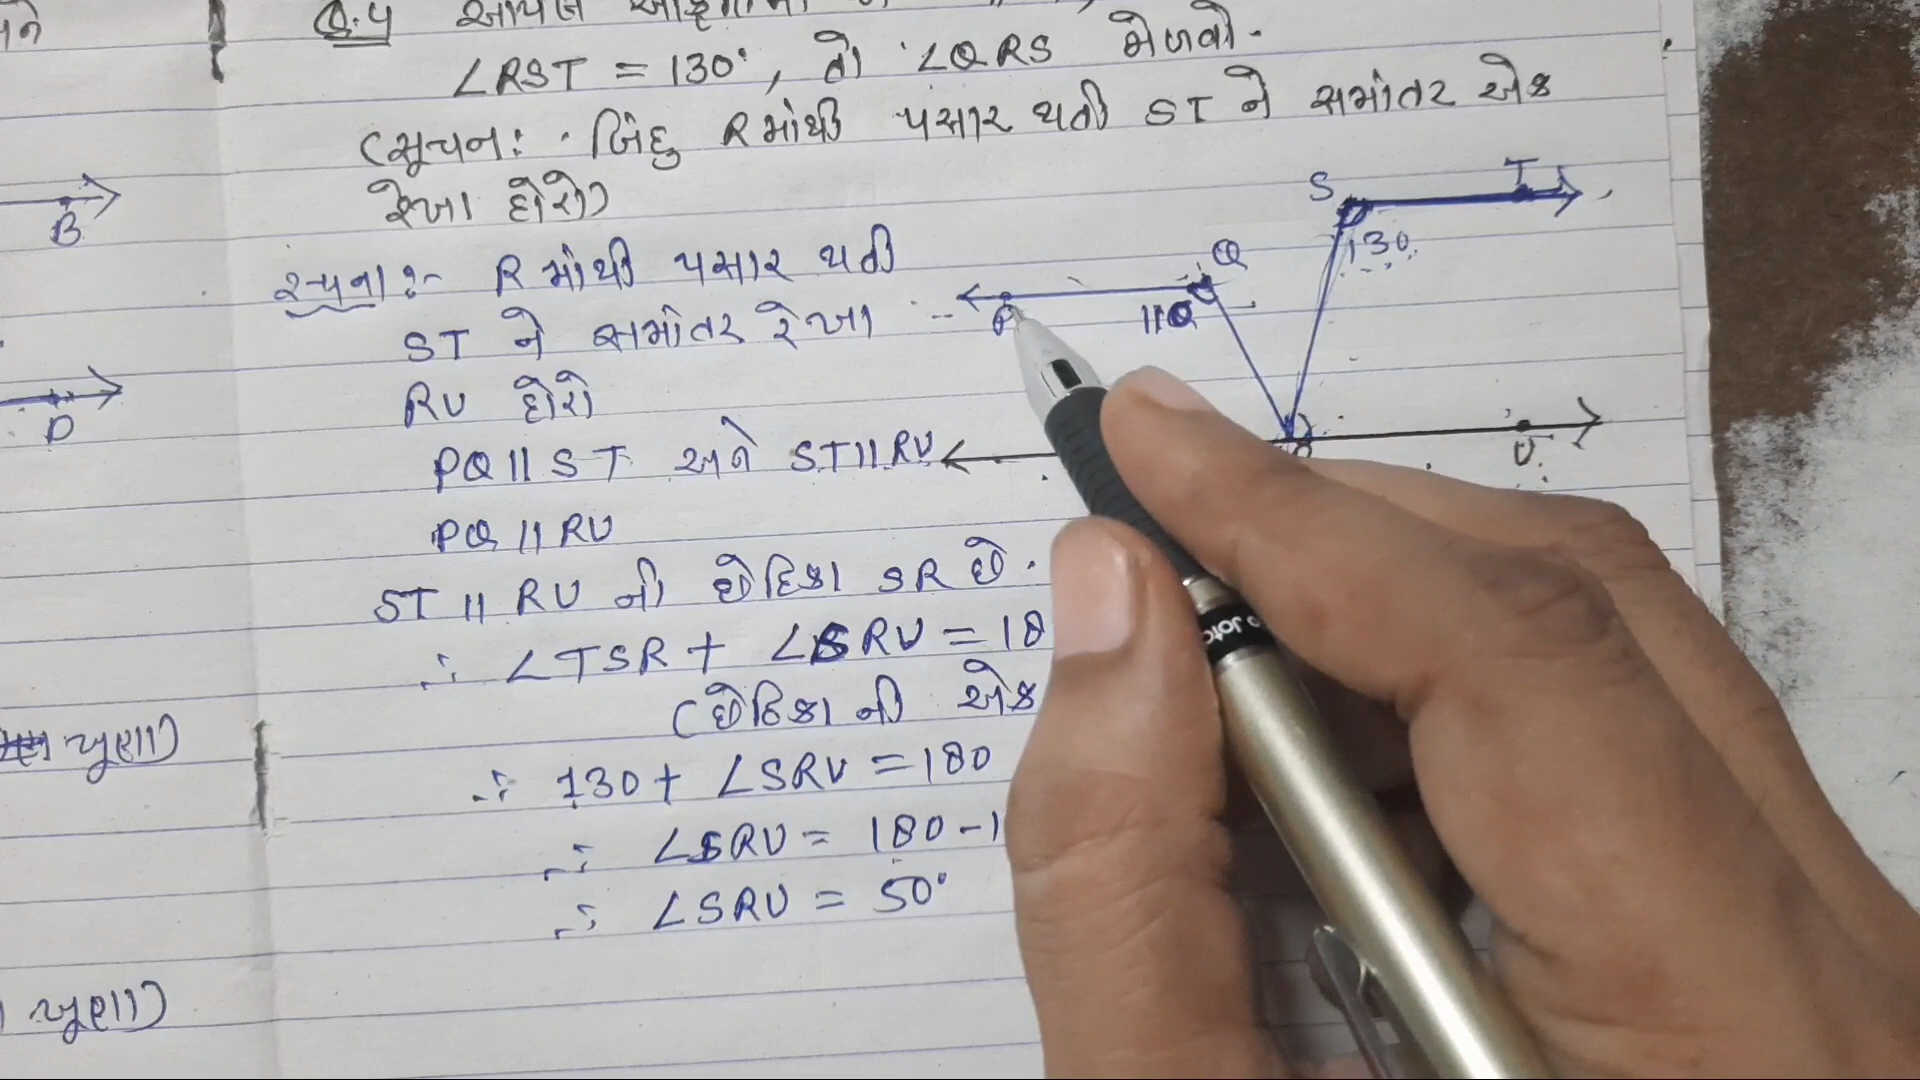 ને
Q.4 આપેલ આકૃતિમાં
∠RST = 130°, તો ∠QRS મેળવો.
(સૂચન: બિંદુ R માંથી પસાર થતી ST ને સમાંતર એક
રેખા દોરો)
રચના :- R માંથી પસાર થતી
ST ને સમાંતર રેખા
RU દોરો
PQ || ST અને ST || RU
PQ || RU
ST || RU ની છેદિકા SR છે.
∴ ∠TSR + ∠SRU = 18
(છેદિકા ની એક
∴ 130 + ∠SRU = 180
∴ ∠SRU = 180 - 1
∴ ∠SRU = 50°
B
D
ખૂણા)
ખૂણા)
S
T
130
Q
P
110
U